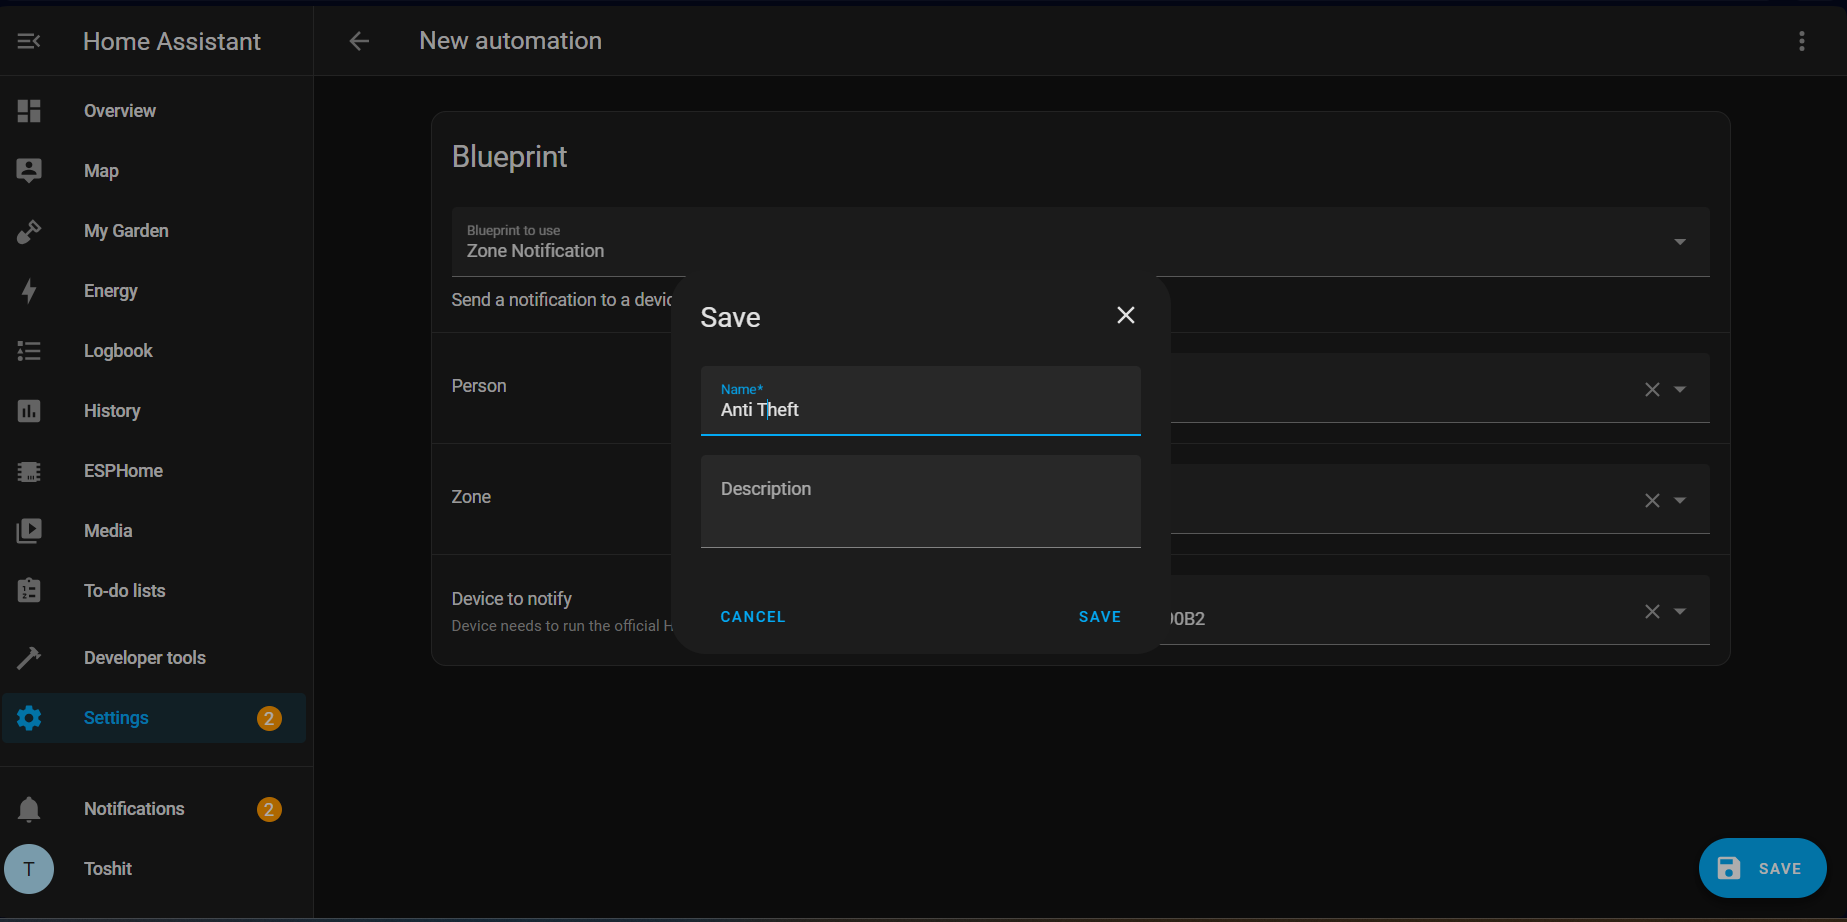 Home Assistant
New automation
Overview
Map
My Garden
Energy
Logbook
History
ESPHome
Media
To-do lists
Developer tools
Settings 2
Notifications 2
T Toshit
Blueprint
Blueprint to use
Zone Notification
Send a notification to a devic
Person
Zone
Device to notify
Device needs to run the official H
00B2
Save
Name*
Anti Theft
Description
CANCEL
SAVE
SAVE